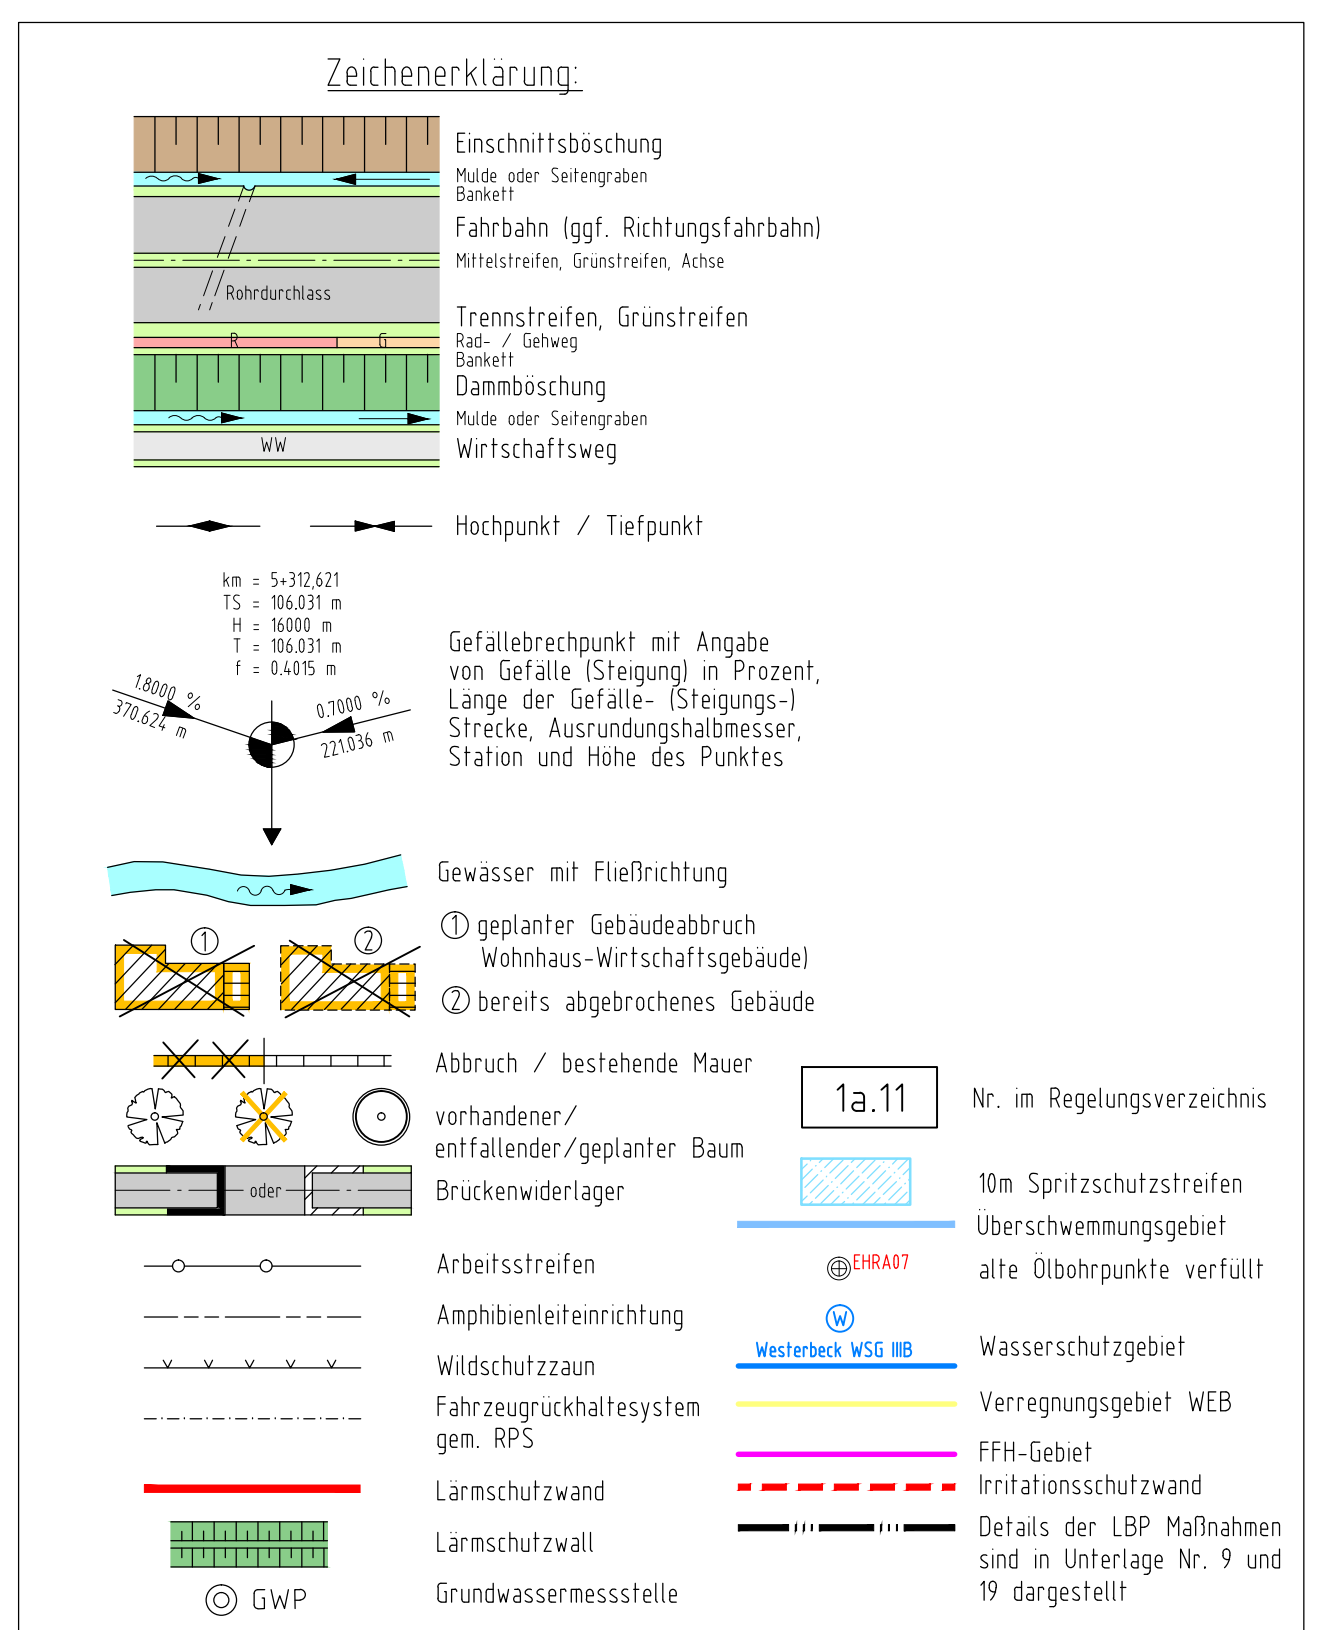 Zeichenerklärung:
Einschnittsböschung
Mulde oder Seitengraben
Bankett
Fahrbahn (ggf. Richtungsfahrbahn)
Mittelstreifen, Grünstreifen, Achse
Rohrdurchlass
Trennstreifen, Grünstreifen
R
G
Rad- / Gehweg
Bankett
Dammböschung
Mulde oder Seitengraben
WW
Wirtschaftsweg
Hochpunkt / Tiefpunkt
km = 5+312,621
TS = 106.031 m
H = 16000 m
T = 106.031 m
f = 0.4015 m
1.8000 %
370.624 m
0.7000 %
221.036 m
Gefällebrechpunkt mit Angabe
von Gefälle (Steigung) in Prozent,
Länge der Gefälle- (Steigungs-)
Strecke, Ausrundungshalbmesser,
Station und Höhe des Punktes
Gewässer mit Fließrichtung
1
2
1 geplanter Gebäudeabbruch
Wohnhaus-Wirtschaftsgebäude)
2 bereits abgebrochenes Gebäude
Abbruch / bestehende Mauer
vorhandener/
entfallender/geplanter Baum
oder
Brückenwiderlager
Arbeitsstreifen
Amphibienleiteinrichtung
Wildschutzzaun
Fahrzeugrückhaltesystem
gem. RPS
Lärmschutzwand
Lärmschutzwall
GWP
Grundwassermessstelle
1a.11
Nr. im Regelungsverzeichnis
10m Spritzschutzstreifen
Überschwemmungsgebiet
EHRA07
alte Ölbohrpunkte verfüllt
W
Westerbeck WSG IIIB
Wasserschutzgebiet
Verregnungsgebiet WEB
FFH-Gebiet
Irritationsschutzwand
Details der LBP Maßnahmen
sind in Unterlage Nr. 9 und
19 dargestellt